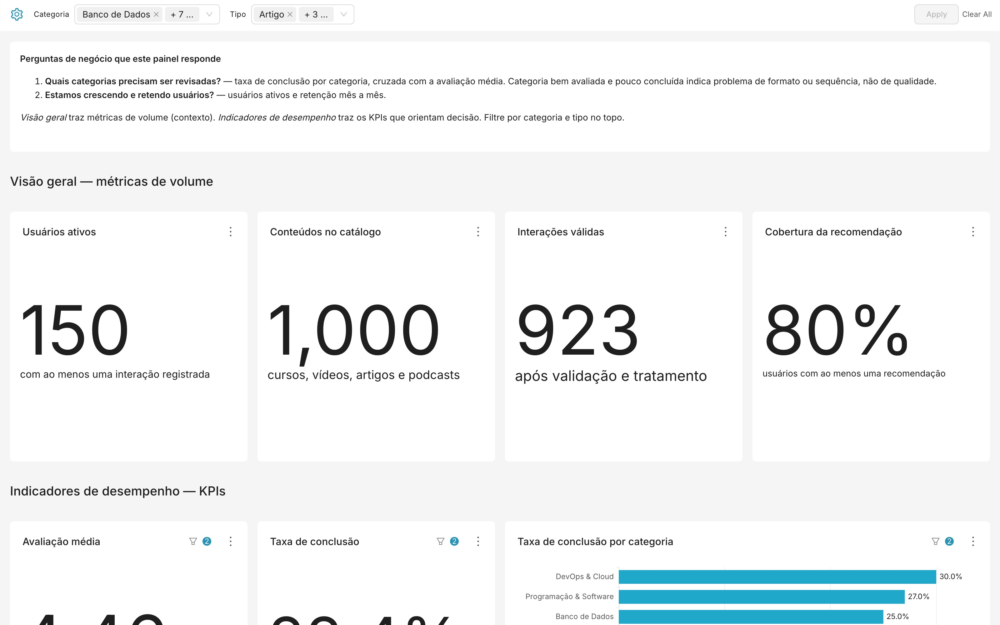 Categoria Banco de Dados × + 7 ... Tipo Artigo × + 3 ... Apply Clear All
Perguntas de negócio que este painel responde
1. Quais categorias precisam ser revisadas? — taxa de conclusão por categoria, cruzada com a avaliação média. Categoria bem avaliada e pouco concluída indica problema de formato ou sequência, não de qualidade.
2. Estamos crescendo e retendo usuários? — usuários ativos e retenção mês a mês.
Visão geral traz métricas de volume (contexto). Indicadores de desempenho traz os KPIs que orientam decisão. Filtre por categoria e tipo no topo.
Visão geral — métricas de volume
Usuários ativos
150
com ao menos uma interação registrada
Conteúdos no catálogo
1,000
cursos, vídeos, artigos e podcasts
Interações válidas
923
após validação e tratamento
Cobertura da recomendação
80%
usuários com ao menos uma recomendação
Indicadores de desempenho — KPIs
Avaliação média 2
Taxa de conclusão 2
Taxa de conclusão por categoria 2
DevOps & Cloud 30.0%
Programação & Software 27.0%
Banco de Dados 25.0%